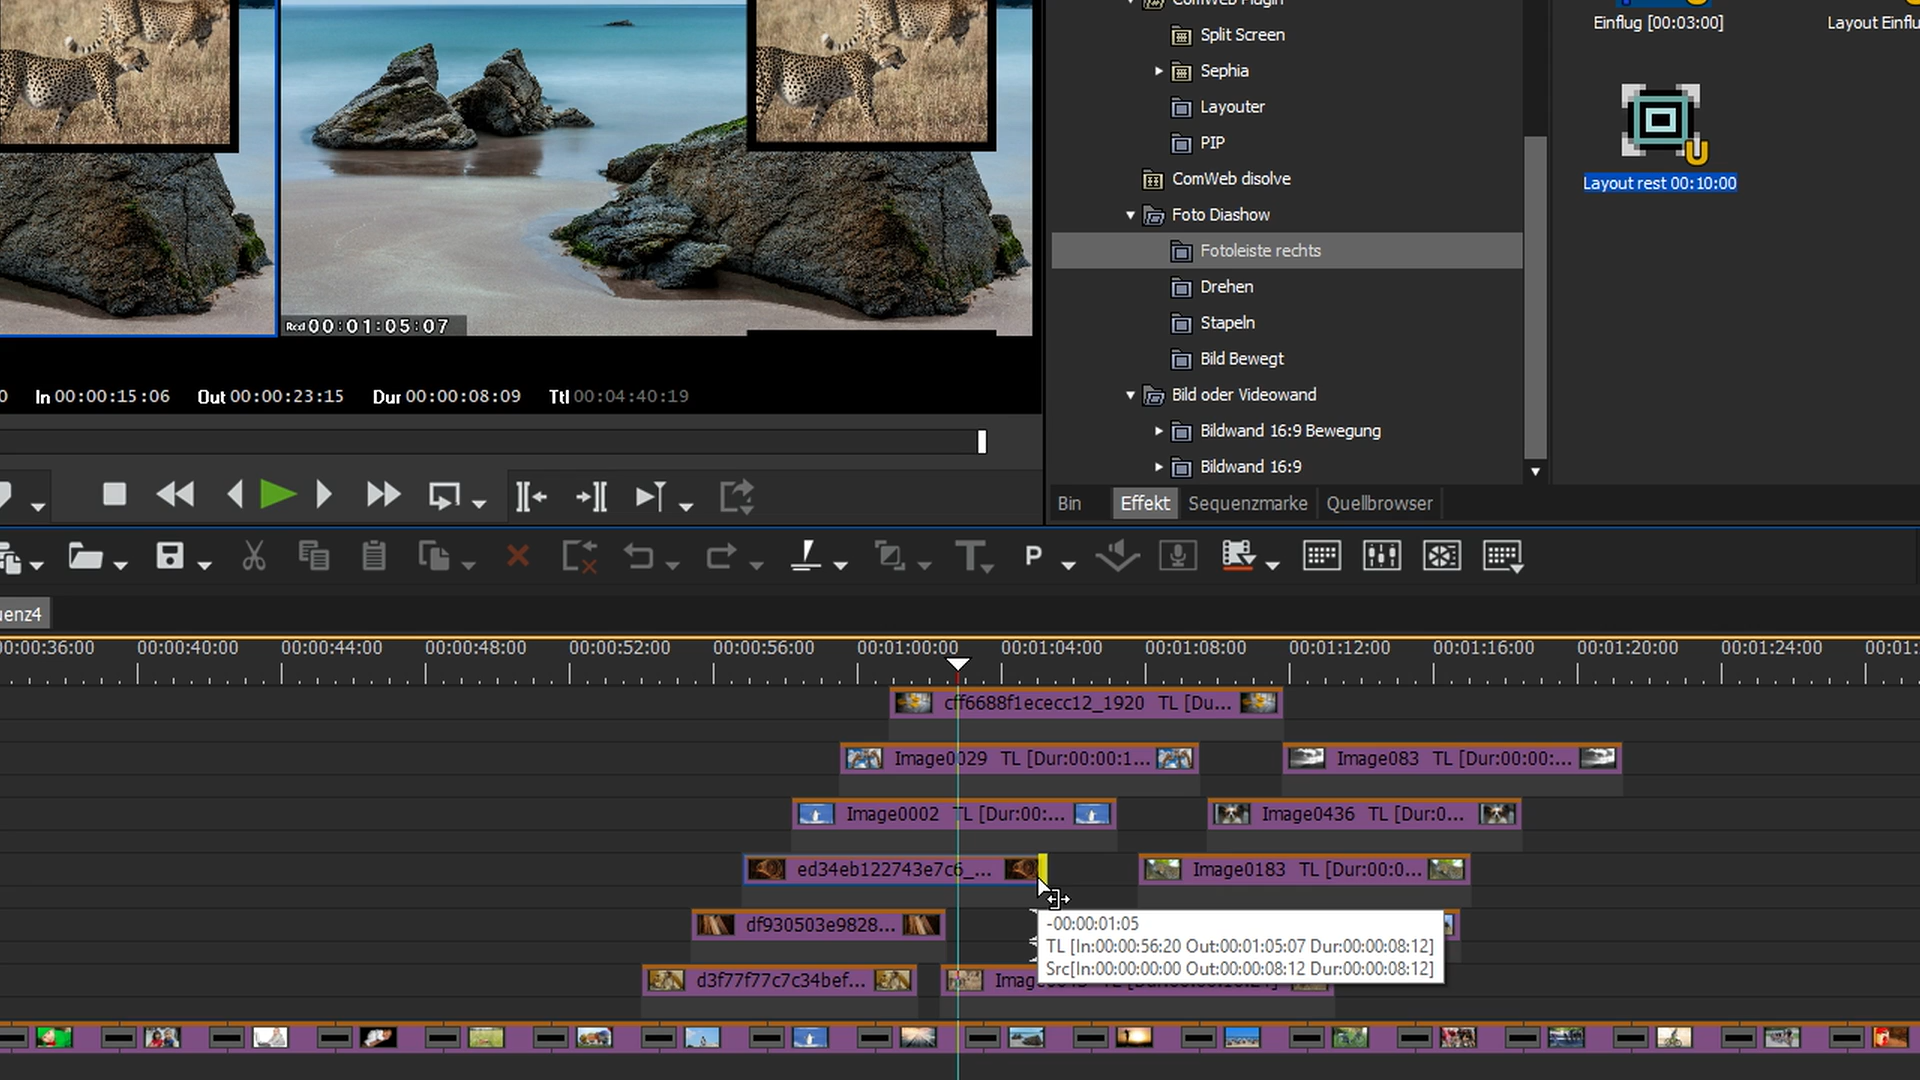 ComWeb Plugin
Split Screen
Sephia
Layouter
PIP
ComWeb disolve
Foto Diashow
Fotoleiste rechts
Drehen
Stapeln
Bild Bewegt
Bild oder Videowand
Bildwand 16:9 Bewegung
Bildwand 16:9
Einflug [00:03:00]
Layout Einflu
Layout rest 00:10:00
Rcd 00:01:05:07
0 In 00:00:15:06 Out 00:00:23:15 Dur 00:00:08:09 Ttl 00:04:40:19
Bin Effekt Sequenzmarke Quellbrowser
T P
uenz4
00:00:36:00 00:00:40:00 00:00:44:00 00:00:48:00 00:00:52:00 00:00:56:00 00:01:00:00 00:01:04:00 00:01:08:00 00:01:12:00 00:01:16:00 00:01:20:00 00:01:24:00 00:01:
cff6688f1ececc12_1920 TL [Du...
Image0029 TL [Dur:00:00:1... Image083 TL [Dur:00:00:...
Image0002 TL [Dur:00:... Image0436 TL [Dur:0...
ed34eb122743e7c6_... Image0183 TL [Dur:00:0...
df930503e9828...
-00:00:01:05
TL [In:00:00:56:20 Out:00:01:05:07 Dur:00:00:08:12]
Src[In:00:00:00:00 Out:00:00:08:12 Dur:00:00:08:12]
d3f77f77c7c34bef...